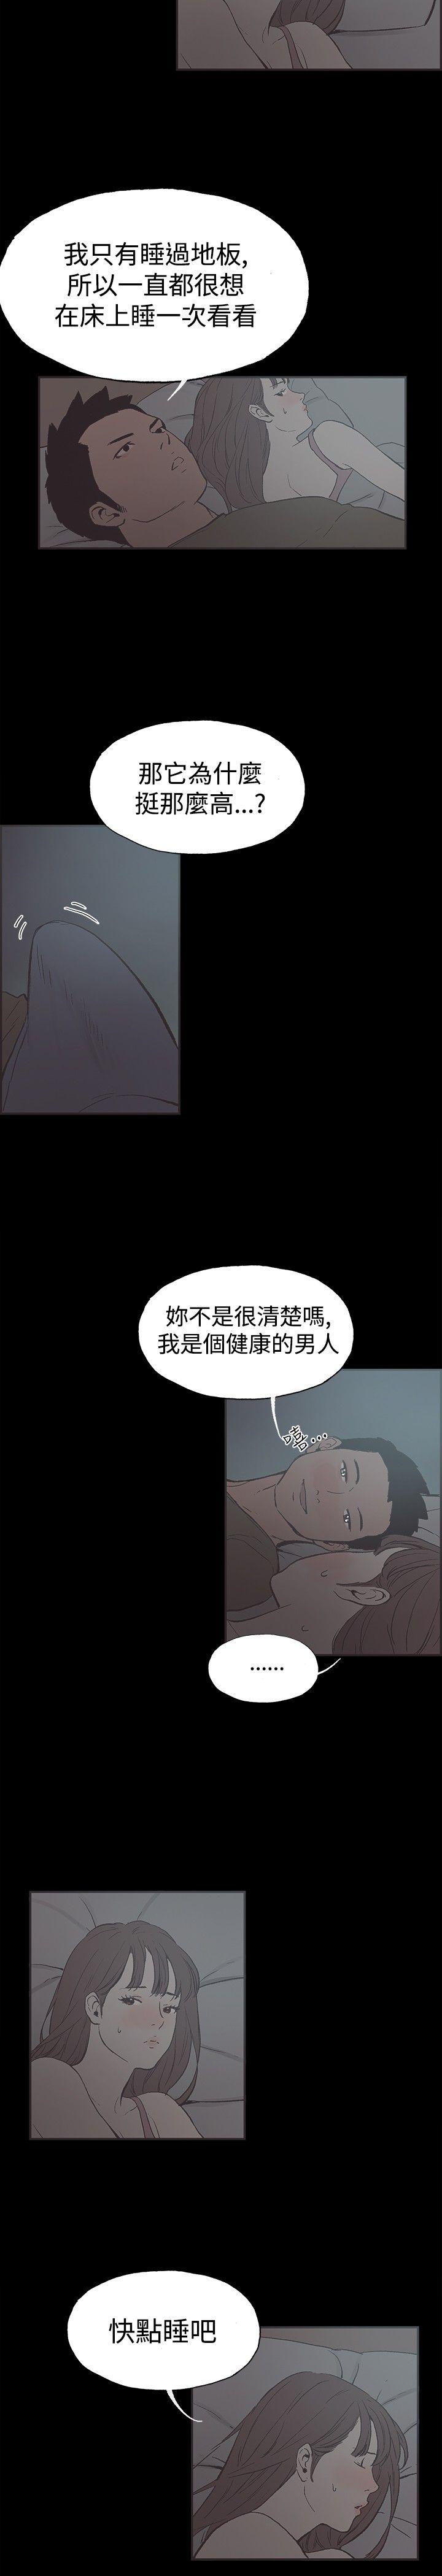 我只有睡過地板,
所以一直都很想
在床上睡一次看看
那它為什麼
挺那麼高...?
妳不是很清楚嗎,
我是個健康的男人
嘻...
......
快點睡吧